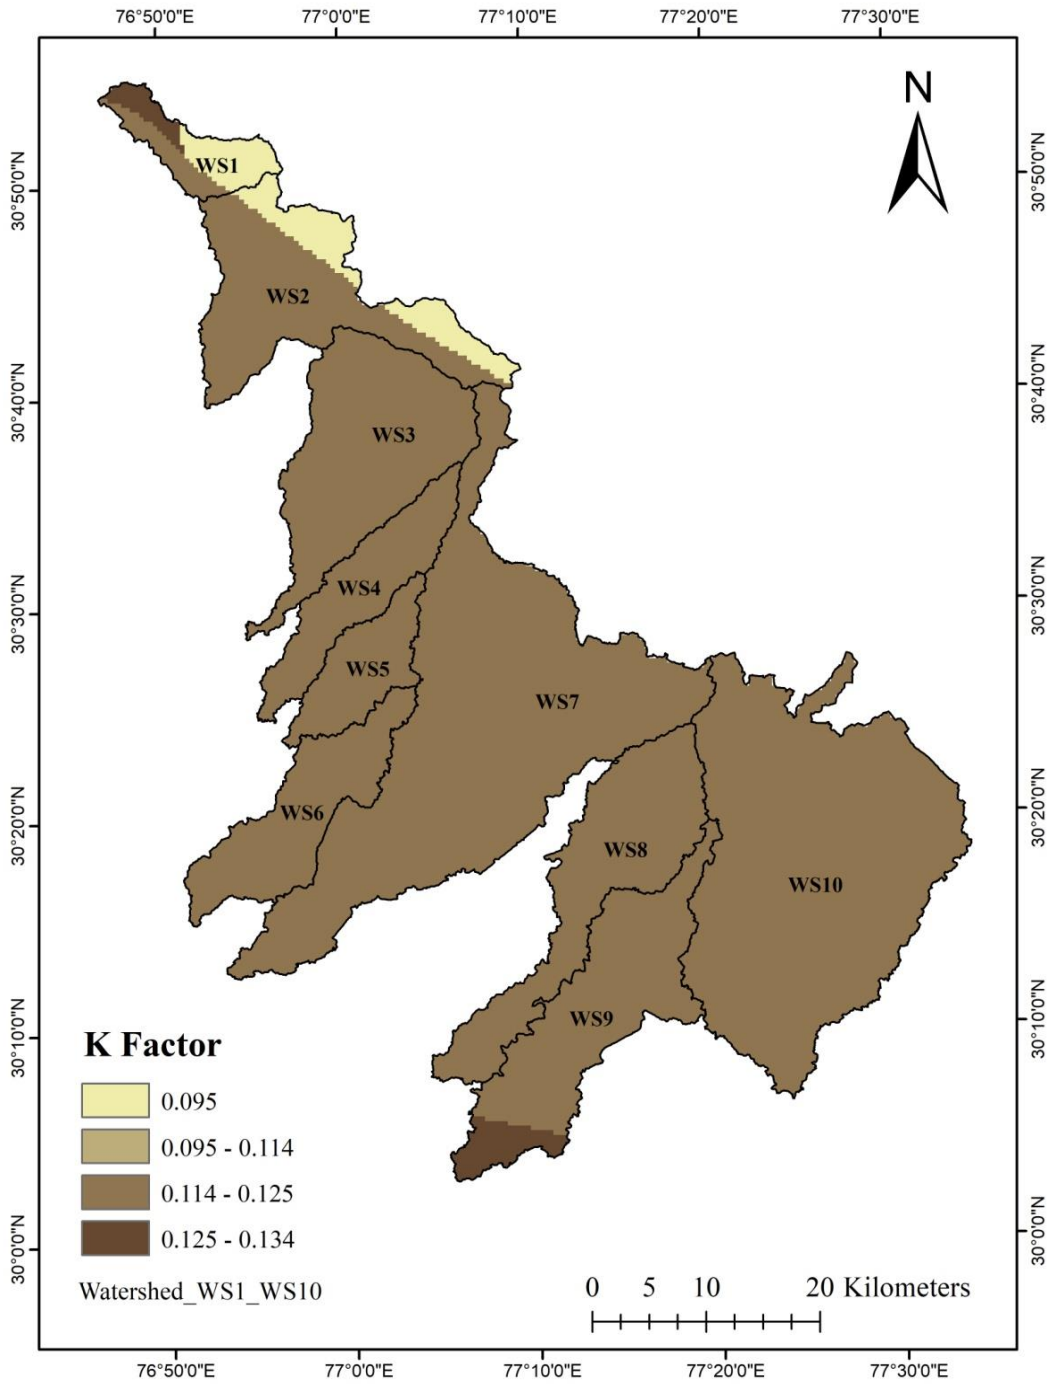 76°50'0"E 77°0'0"E 77°10'0"E 77°20'0"E 77°30'0"E
N
30°50'0"N
30°50'0"N
WS1
WS2
30°40'0"N
30°40'0"N
WS3
WS4
30°30'0"N
30°30'0"N
WS5
WS7
WS6
30°20'0"N
30°20'0"N
WS8
WS10
WS9
30°10'0"N
30°10'0"N
K Factor
0.095
0.095 - 0.114
0.114 - 0.125
0.125 - 0.134
30°0'0"N
30°0'0"N
Watershed_WS1_WS10
0 5 10 20 Kilometers
76°50'0"E 77°0'0"E 77°10'0"E 77°20'0"E 77°30'0"E